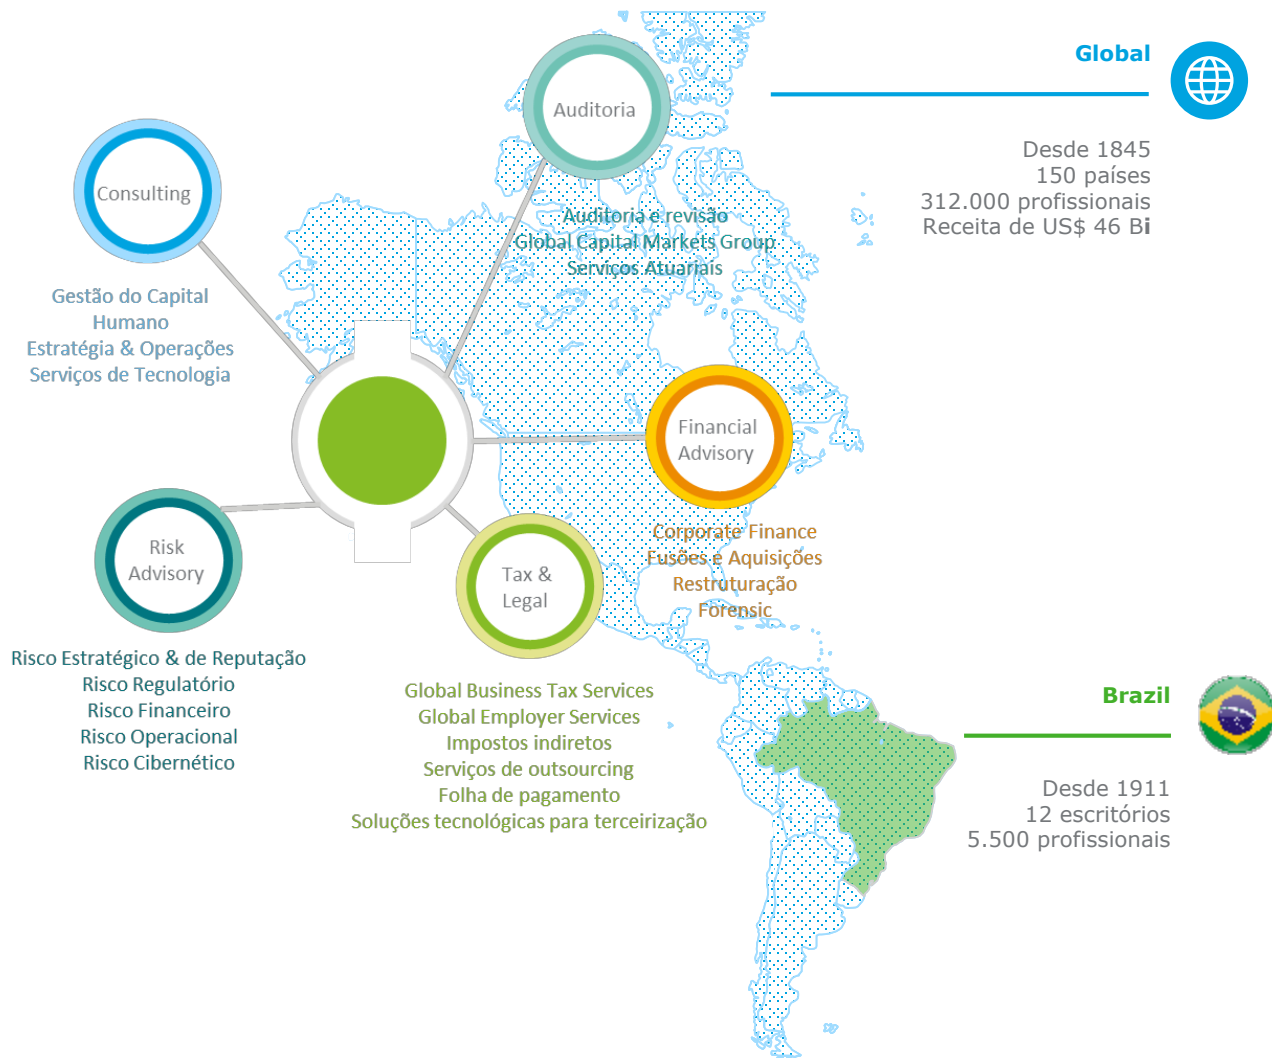 Global
Desde 1845
150 países
312.000 profissionais
Receita de US$ 46 Bi
Auditoria
Auditoria e revisão
Global Capital Markets Group
Serviços Atuariais
Consulting
Gestão do Capital
Humano
Estratégia & Operações
Serviços de Tecnologia
Financial
Advisory
Corporate Finance
Fusões e Aquisições
Restruturação
Forensic
Risk
Advisory
Risco Estratégico & de Reputação
Risco Regulatório
Risco Financeiro
Risco Operacional
Risco Cibernético
Tax &
Legal
Global Business Tax Services
Global Employer Services
Impostos indiretos
Serviços de outsourcing
Folha de pagamento
Soluções tecnológicas para terceirização
Brazil
Desde 1911
12 escritórios
5.500 profissionais